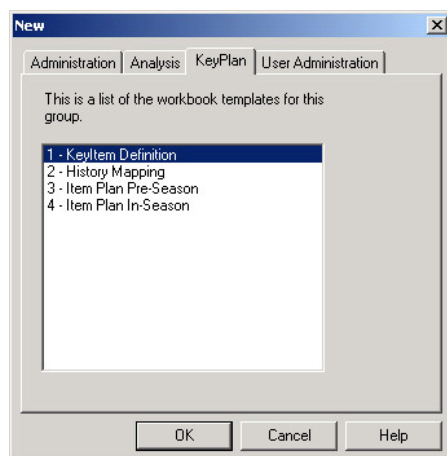 New
Administration Analysis KeyPlan User Administration
This is a list of the workbook templates for this
group.
1 - KeyItem Definition
2 - History Mapping
3 - Item Plan Pre-Season
4 - Item Plan In-Season
OK Cancel Help